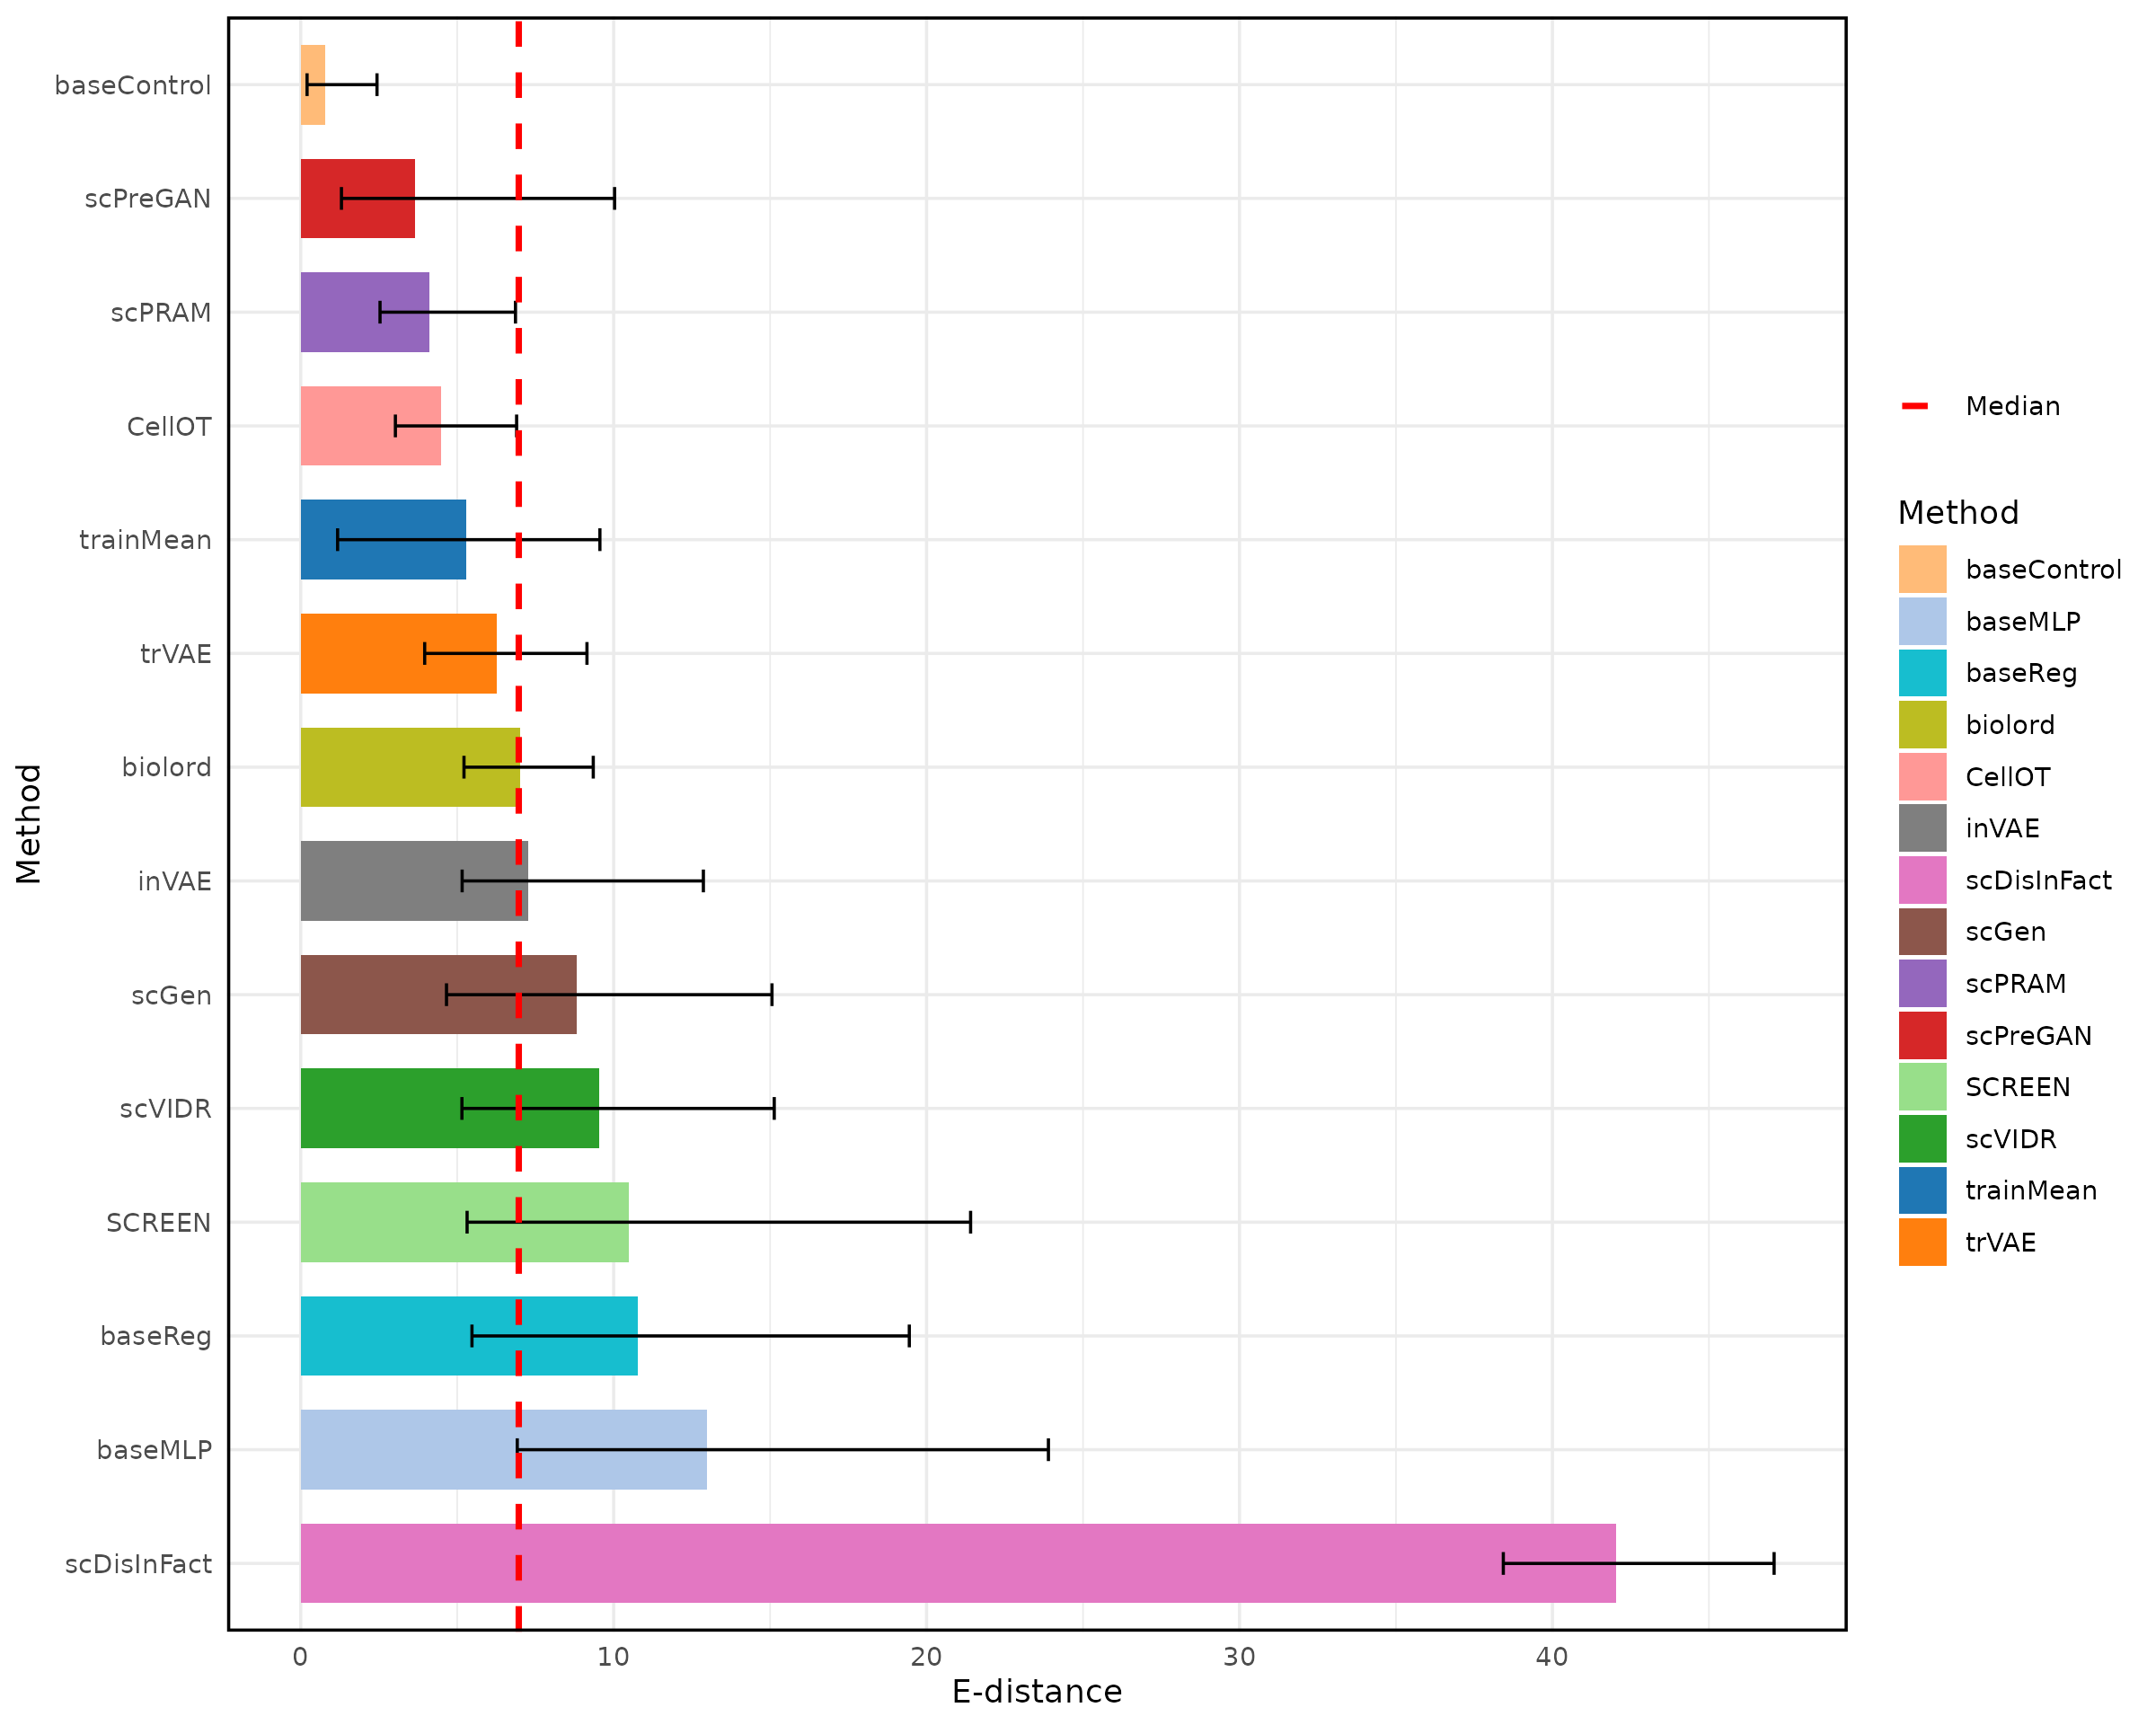 baseControl
scPreGAN
scPRAM
CellOT
trainMean
trVAE
biolord
inVAE
scGen
scVIDR
SCREEN
baseReg
baseMLP
scDisInFact
Method
0 10 20 30 40
E-distance
Median
Method
baseControl
baseMLP
baseReg
biolord
CellOT
inVAE
scDisInFact
scGen
scPRAM
scPreGAN
SCREEN
scVIDR
trainMean
trVAE